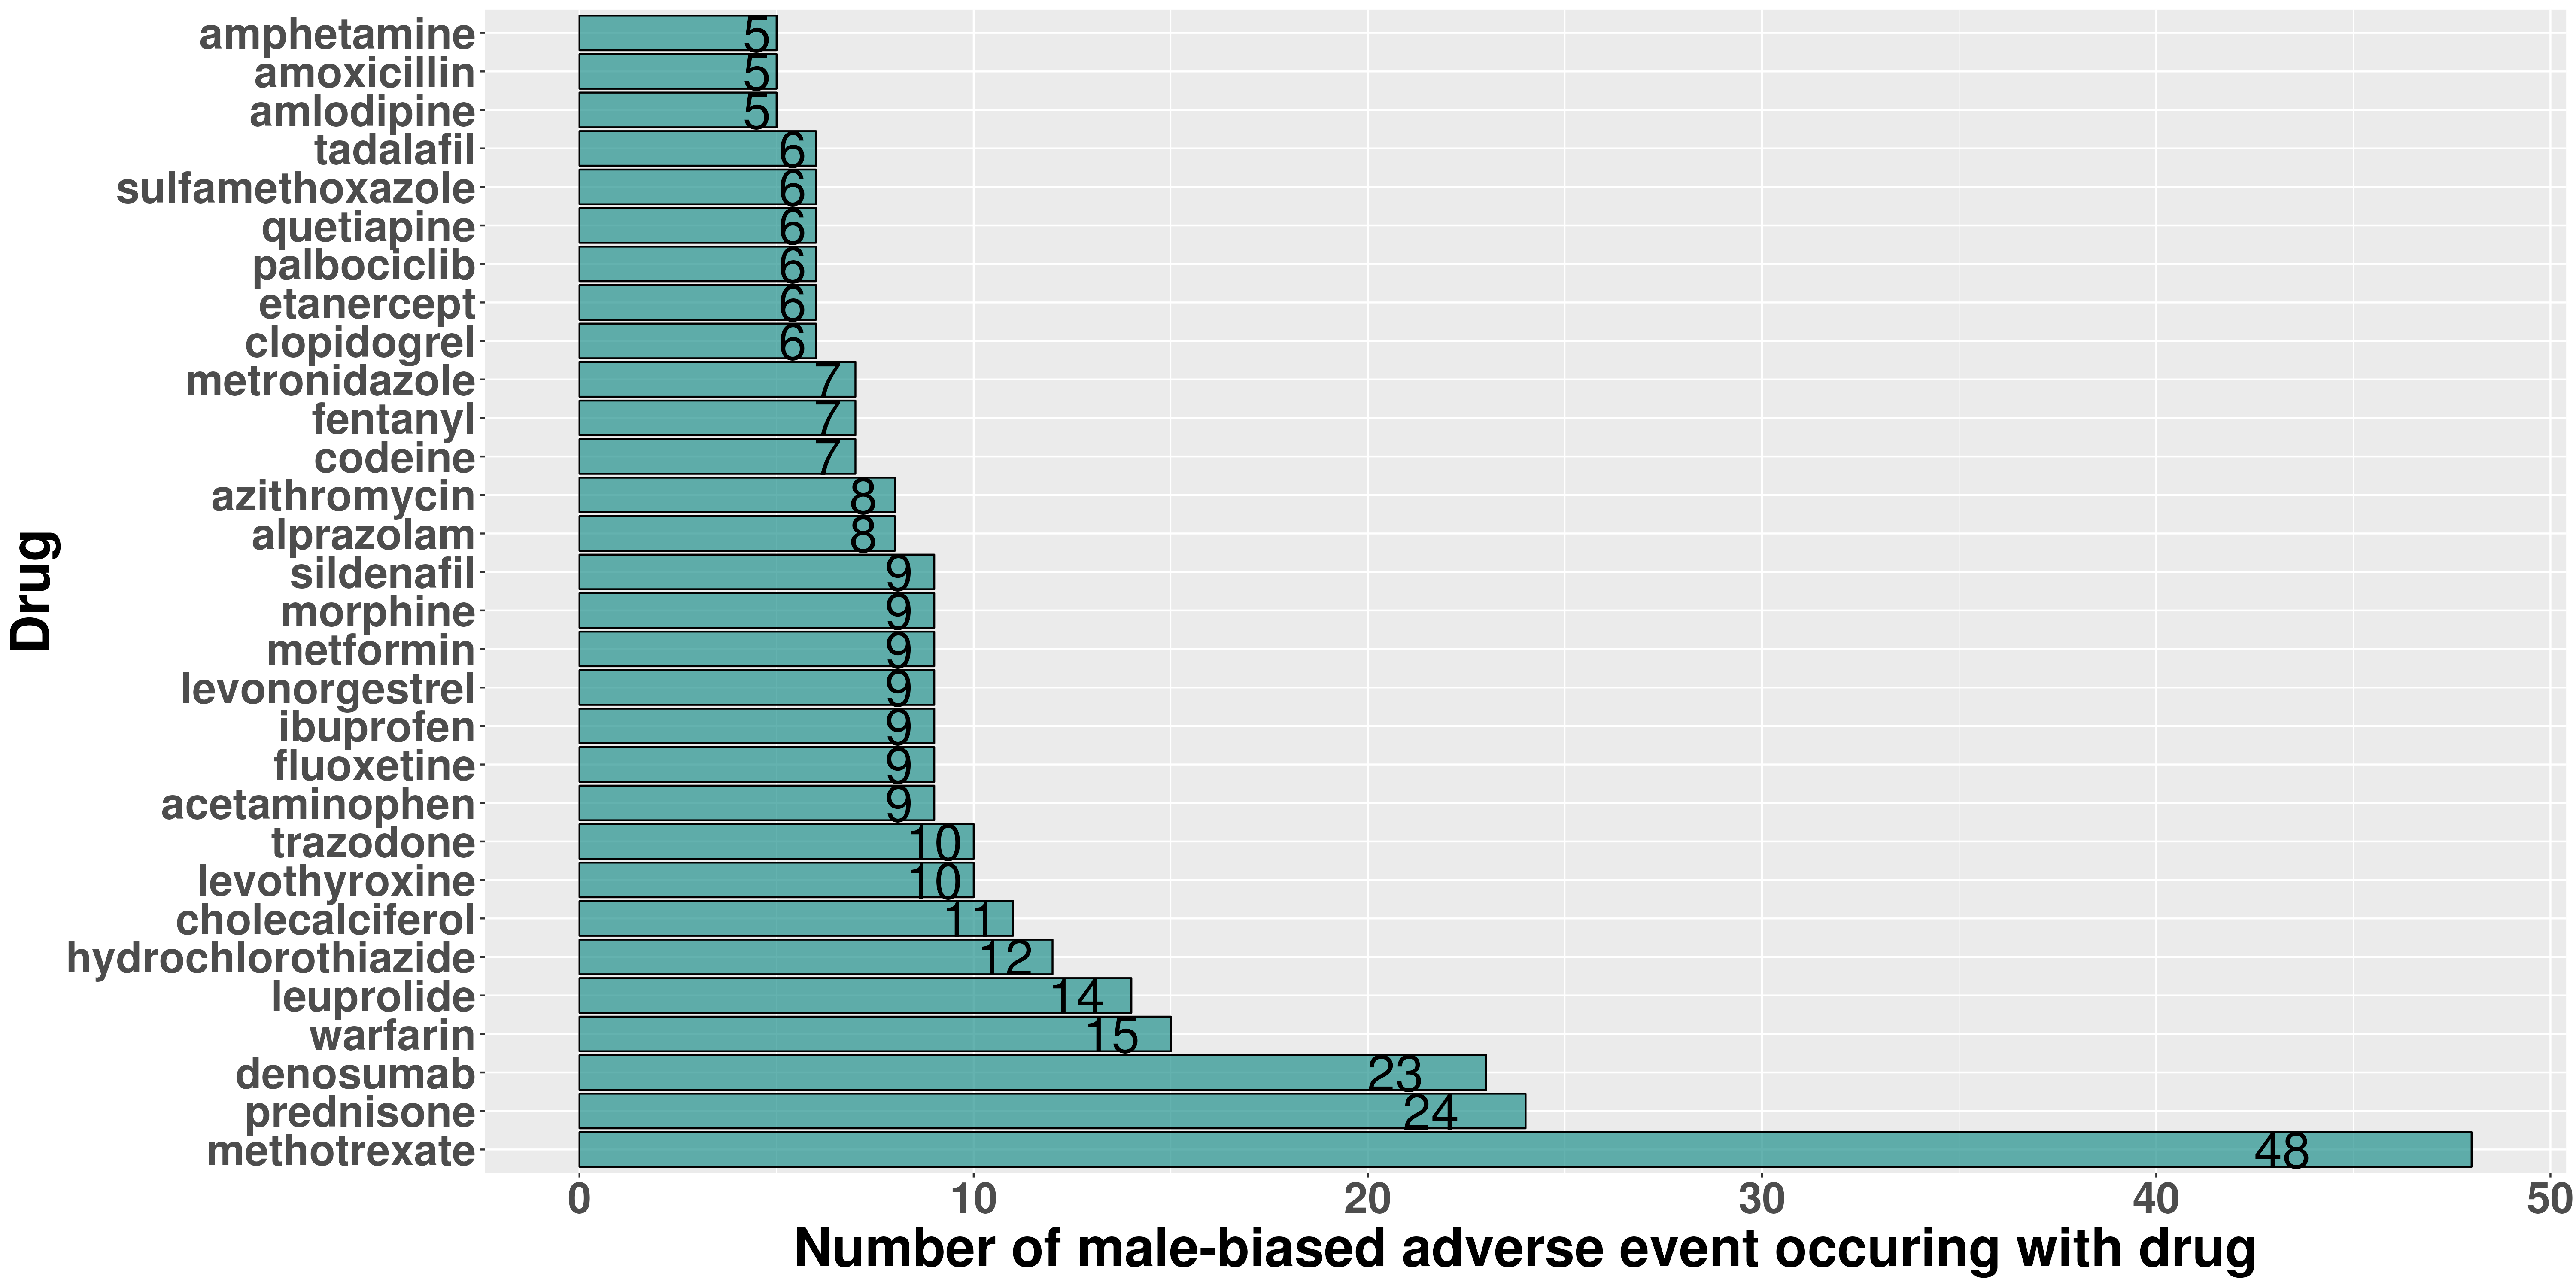 Drug
amphetamine 5
amoxicillin 5
amlodipine 5
tadalafil 6
sulfamethoxazole 6
quetiapine 6
palbociclib 6
etanercept 6
clopidogrel 6
metronidazole 7
fentanyl 7
codeine 7
azithromycin 8
alprazolam 8
sildenafil 9
morphine 9
metformin 9
levonorgestrel 9
ibuprofen 9
fluoxetine 9
acetaminophen 9
trazodone 10
levothyroxine 10
cholecalciferol 11
hydrochlorothiazide 12
leuprolide 14
warfarin 15
denosumab 23
prednisone 24
methotrexate 48
0 10 20 30 40 50
Number of male-biased adverse event occuring with drug